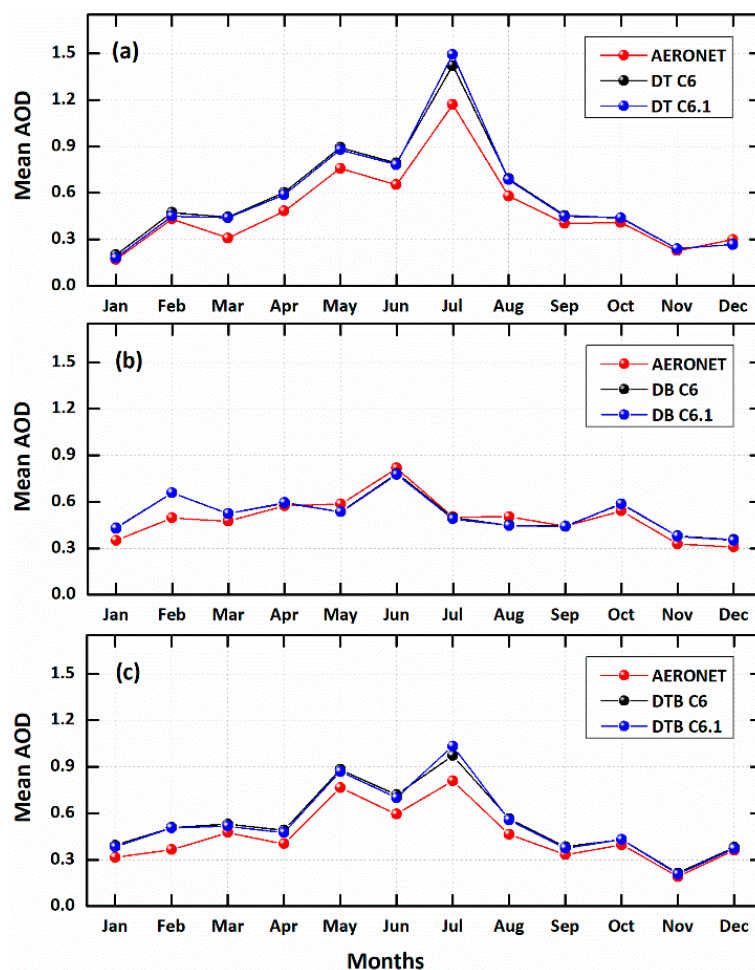 (a)
AERONET
DT C6
DT C6.1
Mean AOD
1.5
1.2
0.9
0.6
0.3
0.0
Jan Feb Mar Apr May Jun Jul Aug Sep Oct Nov Dec
(b)
AERONET
DB C6
DB C6.1
Mean AOD
1.5
1.2
0.9
0.6
0.3
0.0
Jan Feb Mar Apr May Jun Jul Aug Sep Oct Nov Dec
(c)
AERONET
DTB C6
DTB C6.1
Mean AOD
1.5
1.2
0.9
0.6
0.3
0.0
Jan Feb Mar Apr May Jun Jul Aug Sep Oct Nov Dec
Months